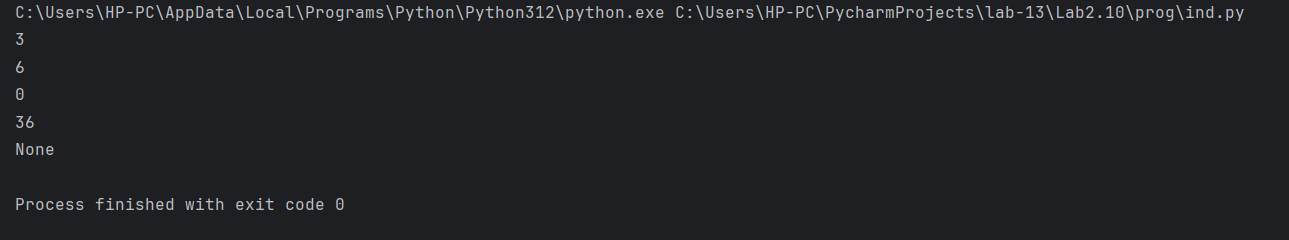 C:\Users\HP-PC\AppData\Local\Programs\Python\Python312\python.exe C:\Users\HP-PC\PycharmProjects\lab-13\Lab2.10\prog\ind.py
3
6
0
36
None
Process finished with exit code 0